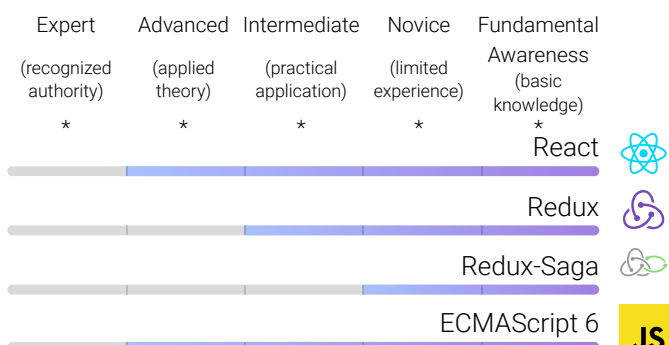 Expert Advanced Intermediate Novice Fundamental
Awareness
(recognized (applied (practical (limited (basic
authority) theory) application) experience) knowledge)
* * * * *
React
Redux
Redux-Saga
ECMAScript 6
JS